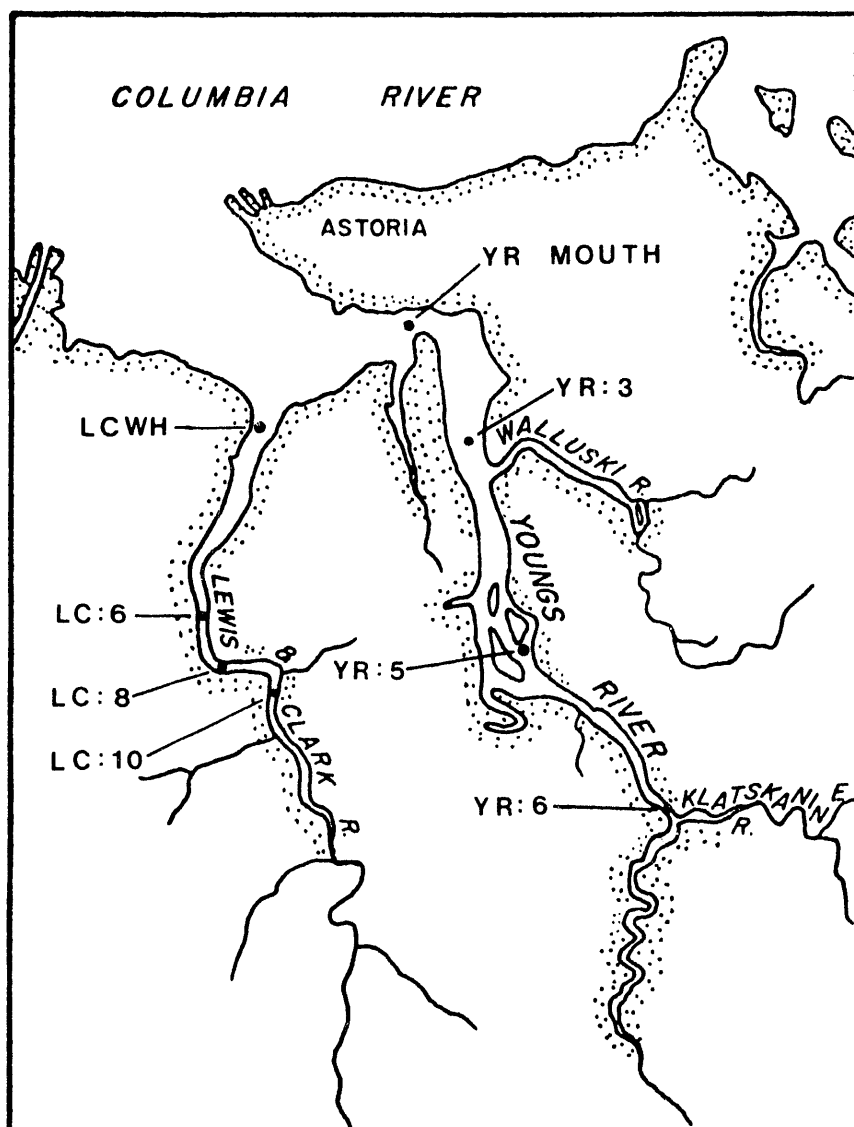 COLUMBIA RIVER
ASTORIA
YR MOUTH
YR:3
LCWH
WALLUSKI R.
YOUNGS
RIVER
LEWIS
&
CLARK
R.
LC:6
LC:8
LC:10
YR:5
YR:6
KLATSKANINE
R.